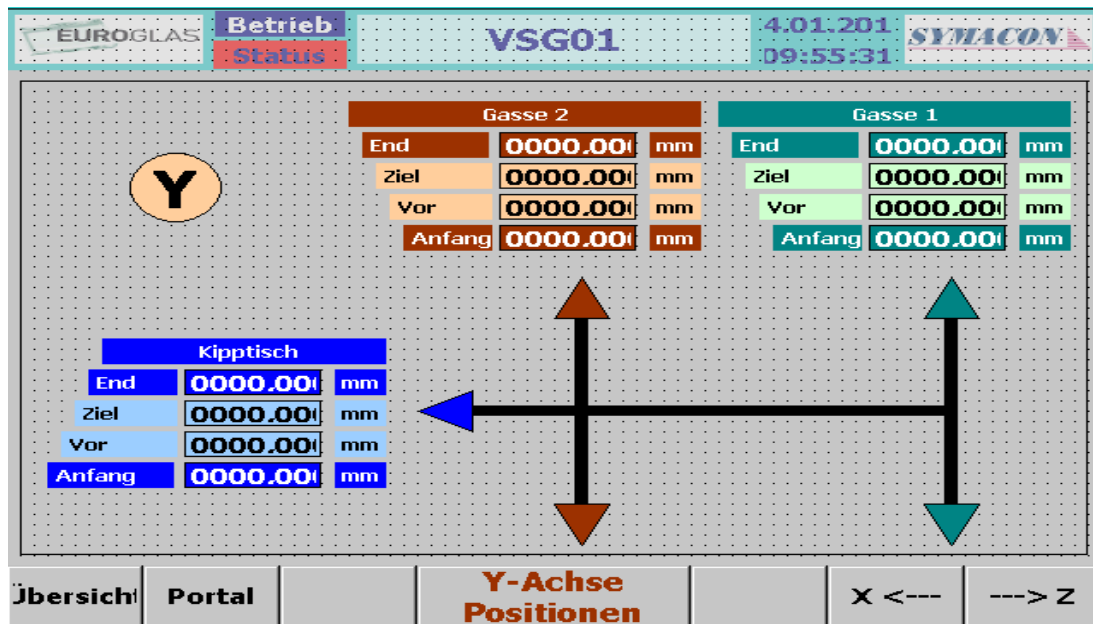 EUROGLAS Betrieb VSG01 4.01.201 SYMACON
Status 09:55:31
Gasse 2
End 0000.00 mm
Ziel 0000.00 mm
Vor 0000.00 mm
Anfang 0000.00 mm
Gasse 1
End 0000.00 mm
Ziel 0000.00 mm
Vor 0000.00 mm
Anfang 0000.00 mm
Y
Kipptisch
End 0000.00 mm
Ziel 0000.00 mm
Vor 0000.00 mm
Anfang 0000.00 mm
Übersicht Portal Y-Achse X <--- ---> Z
Positionen